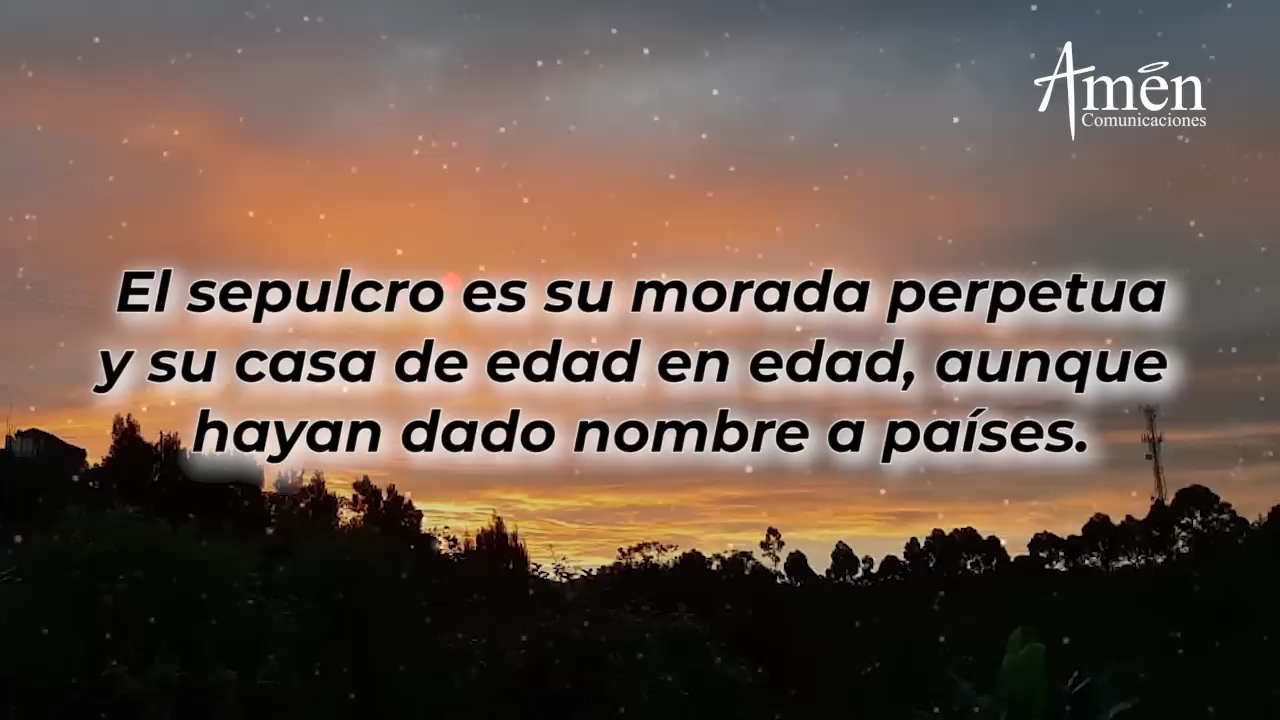 Amén
Comunicaciones
El sepulcro es su morada perpetua
y su casa de edad en edad, aunque
hayan dado nombre a países.